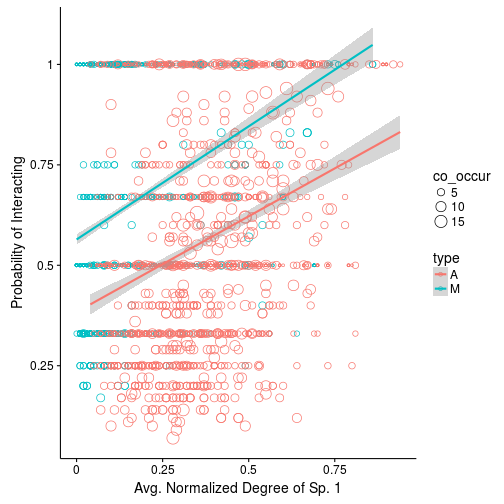 1
0.75
0.5
0.25
Probability of Interacting
0 0.25 0.5 0.75
Avg. Normalized Degree of Sp. 1
co_occur
5
10
15
type
A
M